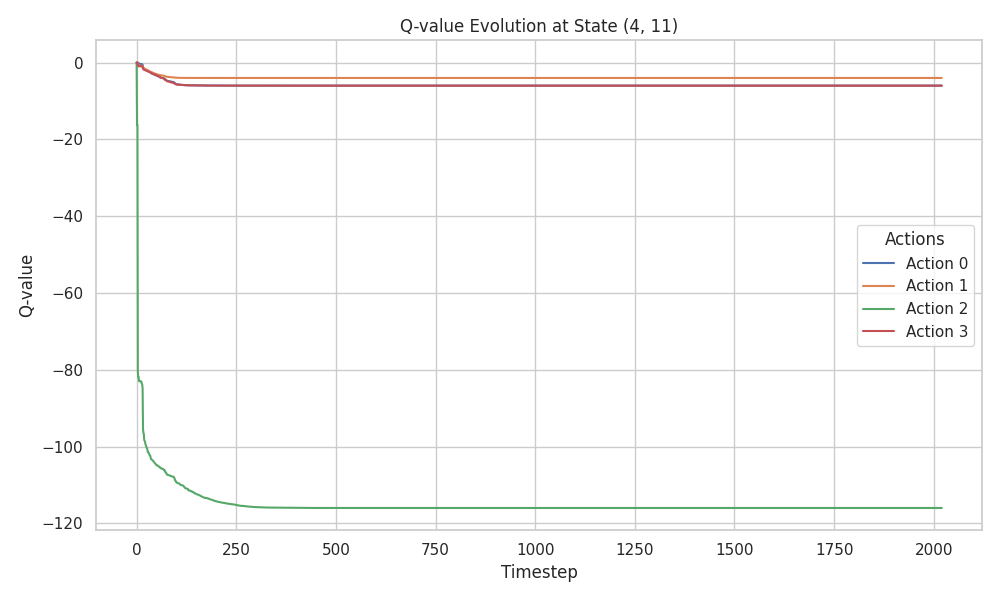 Q-value Evolution at State (4, 11)
Q-value
0
−20
−40
−60
−80
−100
−120
Actions
Action 0
Action 1
Action 2
Action 3
0
250
500
750
1000
1250
1500
1750
2000
Timestep